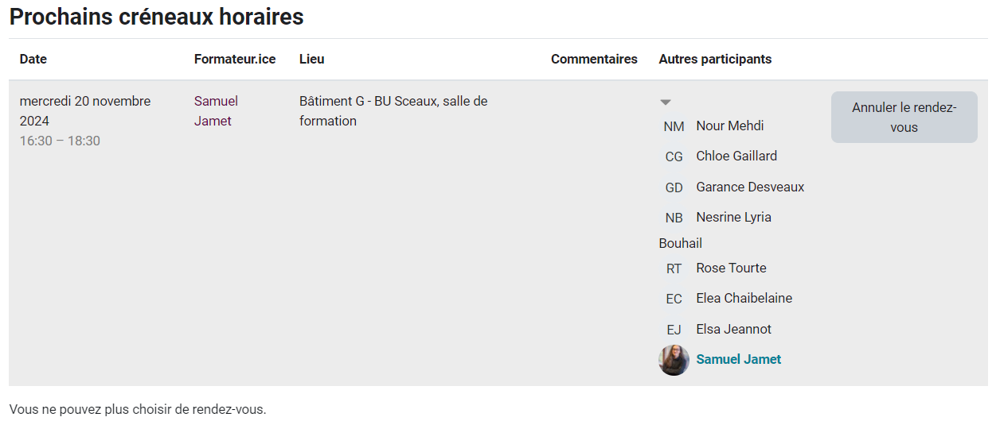 Prochains créneaux horaires
Date Formateur.ice Lieu Commentaires Autres participants
mercredi 20 novembre
2024
16:30 – 18:30
Samuel
Jamet
Bâtiment G - BU Sceaux, salle de
formation
NM Nour Mehdi
CG Chloe Gaillard
GD Garance Desveaux
NB Nesrine Lyria
Bouhail
RT Rose Tourte
EC Elea Chaibelaine
EJ Elsa Jeannot
Samuel Jamet
Annuler le rendez-
vous
Vous ne pouvez plus choisir de rendez-vous.